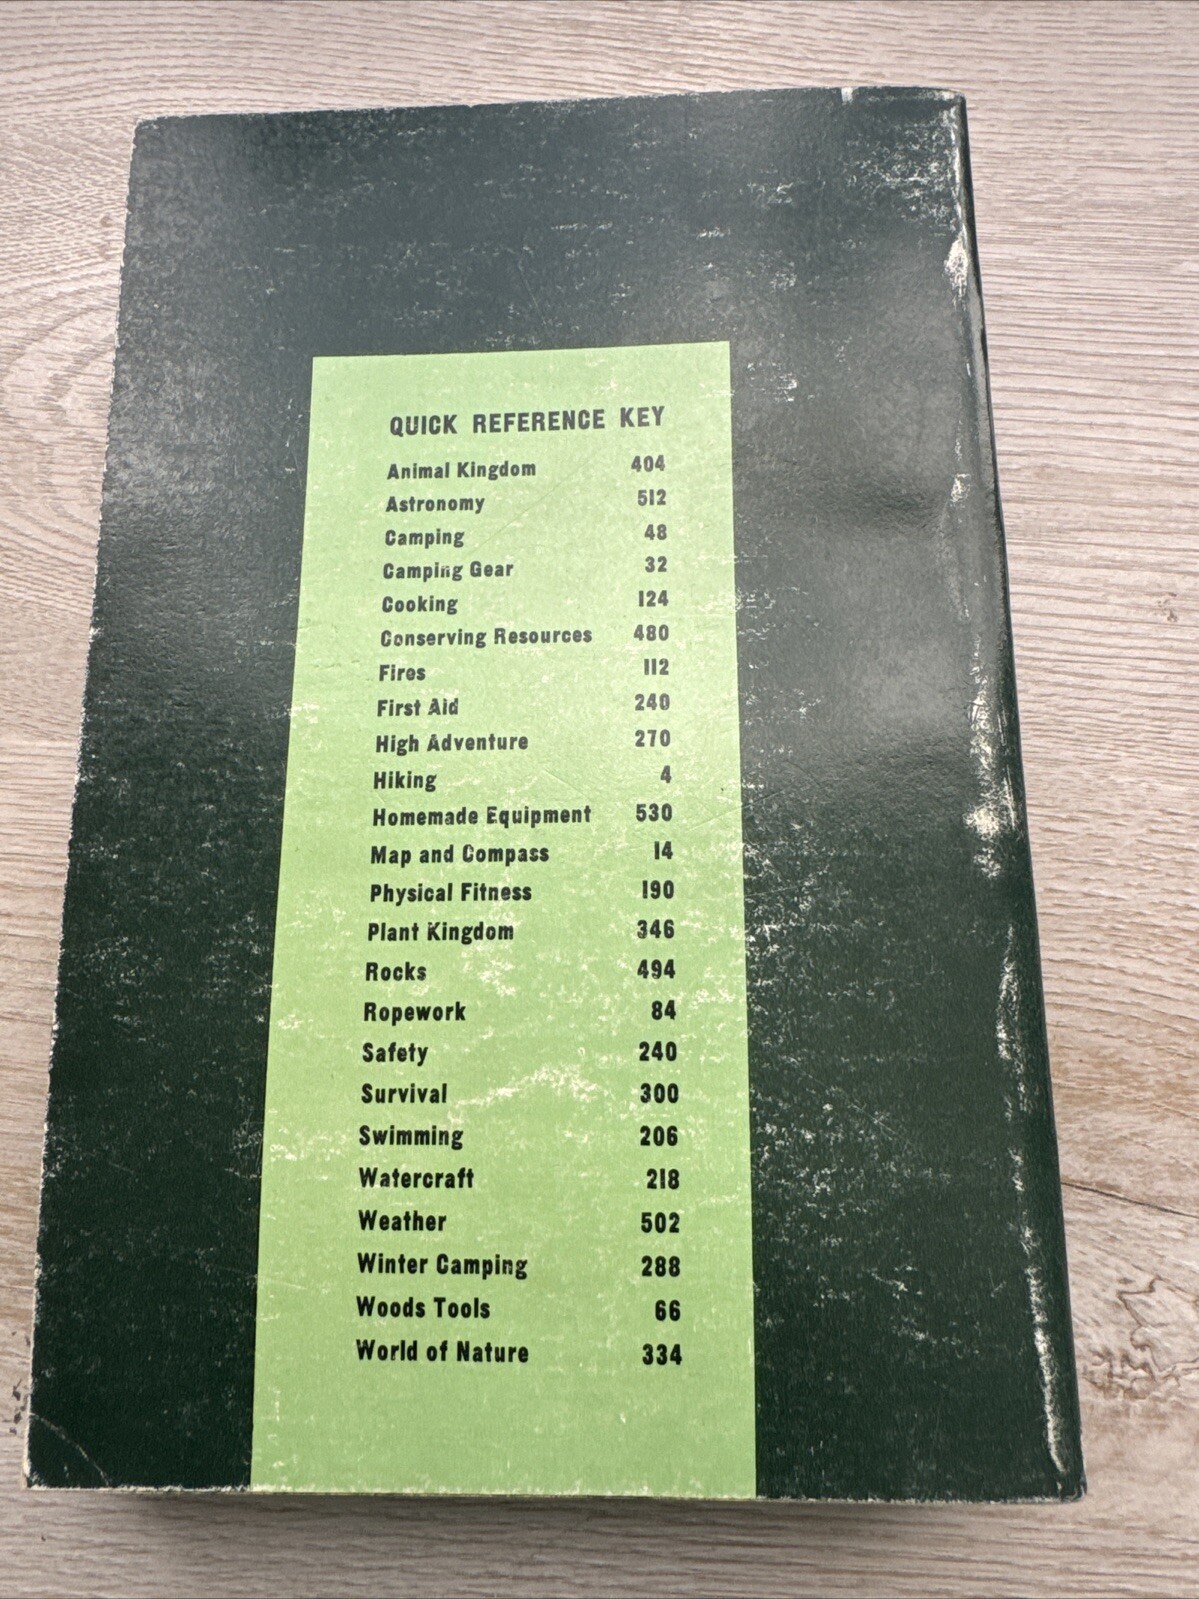 QUICK REFERENCE KEY
Animal Kingdom 404
Astronomy 512
Camping 48
Camping Gear 32
Cooking 124
Conserving Resources 480
Fires 112
First Aid 240
High Adventure 270
Hiking 4
Homemade Equipment 530
Map and Compass 14
Physical Fitness 190
Plant Kingdom 346
Rocks 494
Ropework 84
Safety 240
Survival 300
Swimming 206
Watercraft 218
Weather 502
Winter Camping 288
Woods Tools 66
World of Nature 334